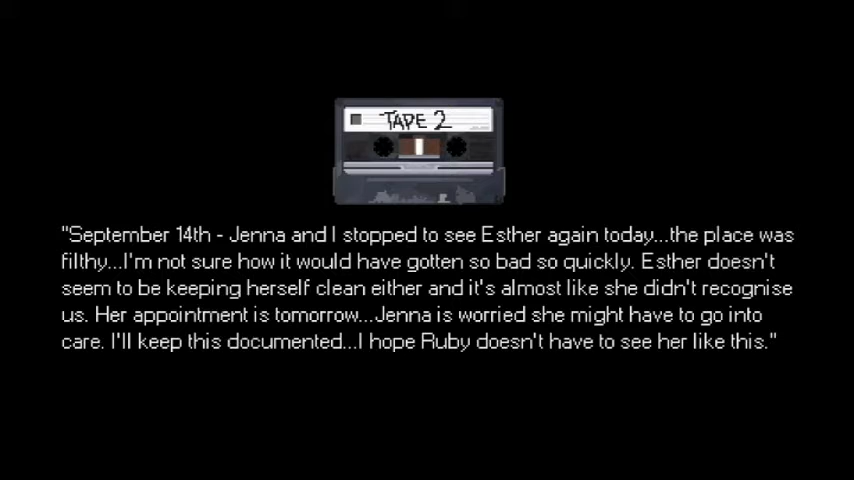 TAPE 2
"September 14th - Jenna and I stopped to see Esther again today...the place was
filthy...I'm not sure how it would have gotten so bad so quickly. Esther doesn't
seem to be keeping herself clean either and it's almost like she didn't recognise
us. Her appointment is tomorrow...Jenna is worried she might have to go into
care. I'll keep this documented...I hope Ruby doesn't have to see her like this."